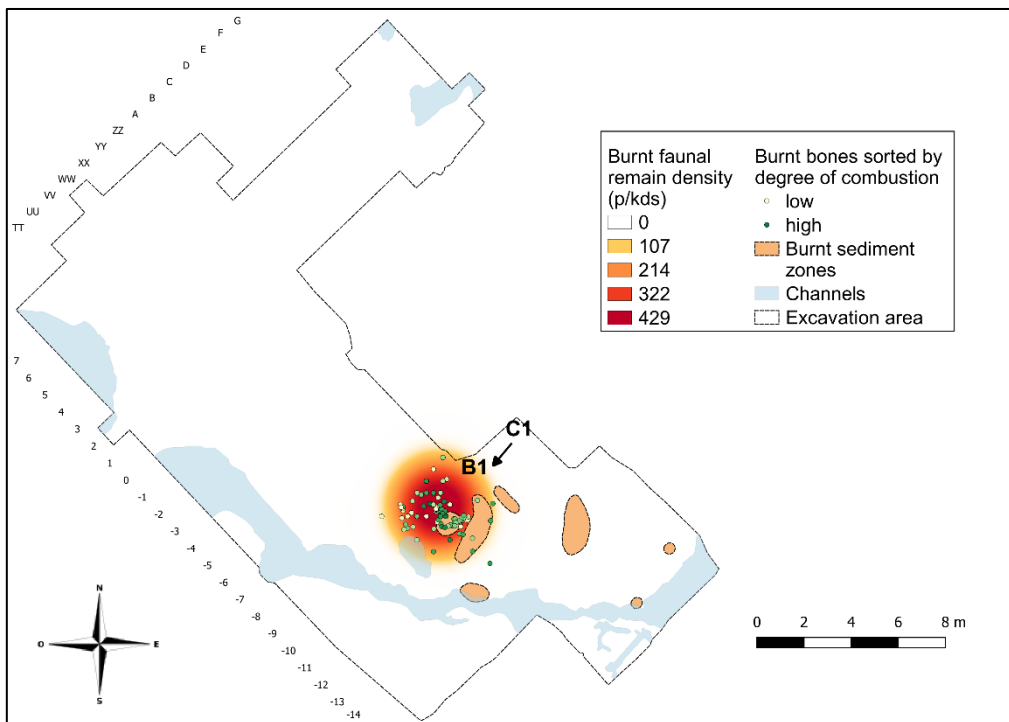 G
F
E
D
C
B
A
ZZ
YY
XX
WW
VV
UU
TT
Burnt faunal
remain density
(p/kds)
0
107
214
322
429
Burnt bones sorted by
degree of combustion
low
high
Burnt sediment
zones
Channels
Excavation area
7
6
5
4
3
2
1
0
-1
-2
-3
-4
-5
-6
-7
-8
-9
-10
-11
-12
-13
-14
C1
B1
N
O
E
S
0 2 4 6 8 m